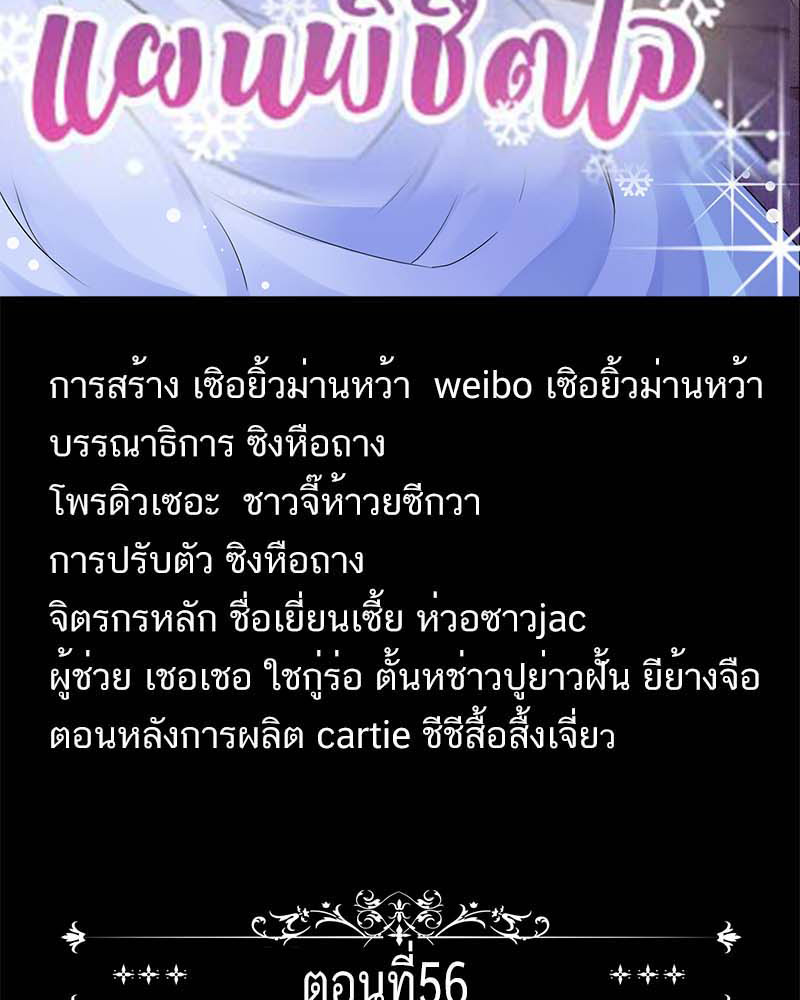 แผนพิชิตใจ
การสร้าง เซิอยิ้วม่านหว้า weibo เซิอยิ้วม่านหว้า
บรรณาธิการ ซิงหือถาง
โพรดิวเซอะ ชาวจี๊ห้าวยซีกวา
การปรับตัว ซิงหือถาง
จิตรกรหลัก ชื่อเยี่ยนเซี้ย ห่วอซาวjac
ผู้ช่วย เชอเชอ ใชกู่ร่อ ตั้นหช่าวปูย่าวฝั้น ยีย้างจือ
ตอนหลังการผลิต cartie ชีชีสื้อสิ้งเจี่ยว
ตอนที่56